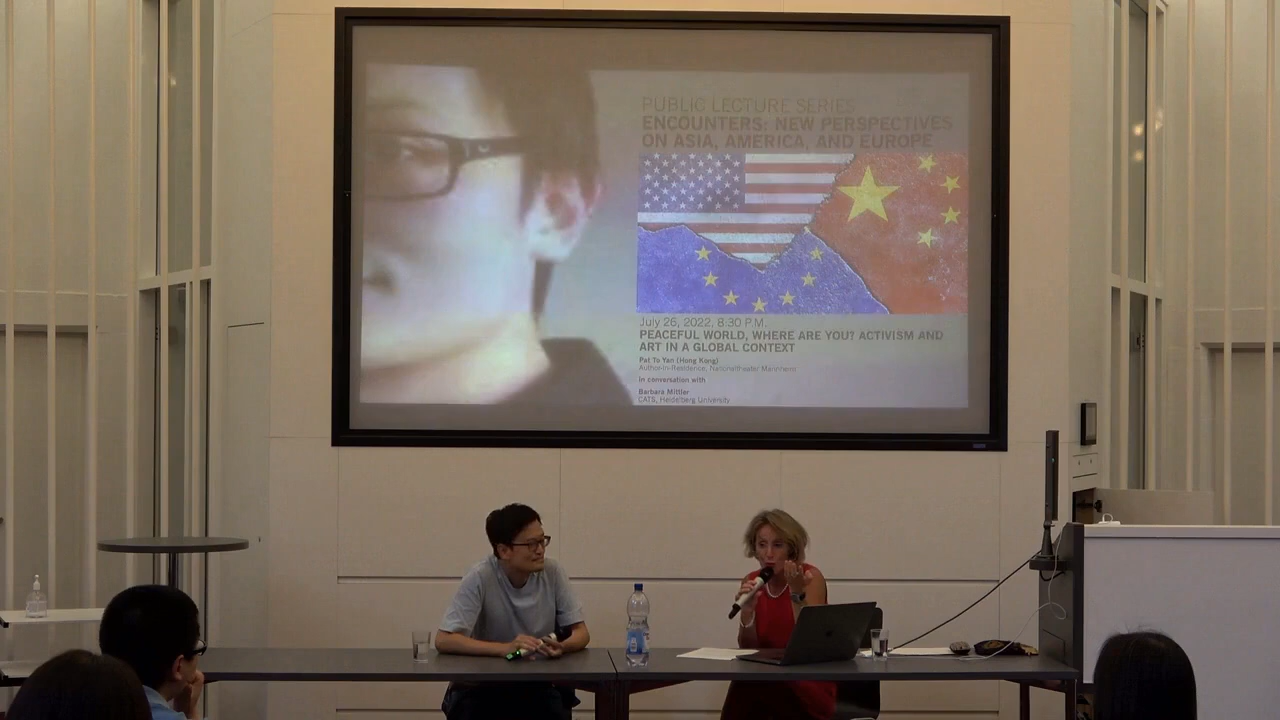 PUBLIC LECTURE SERIES
ENCOUNTERS: NEW PERSPECTIVES
ON ASIA, AMERICA, AND EUROPE
July 26, 2022, 8:30 P.M.
PEACEFUL WORLD, WHERE ARE YOU? ACTIVISM AND
ART IN A GLOBAL CONTEXT
Pat To Yan (Hong Kong)
Author-in-Residence, Nationaltheater Mannheim
in conversation with
Barbara Mittler
CATS, Heidelberg University